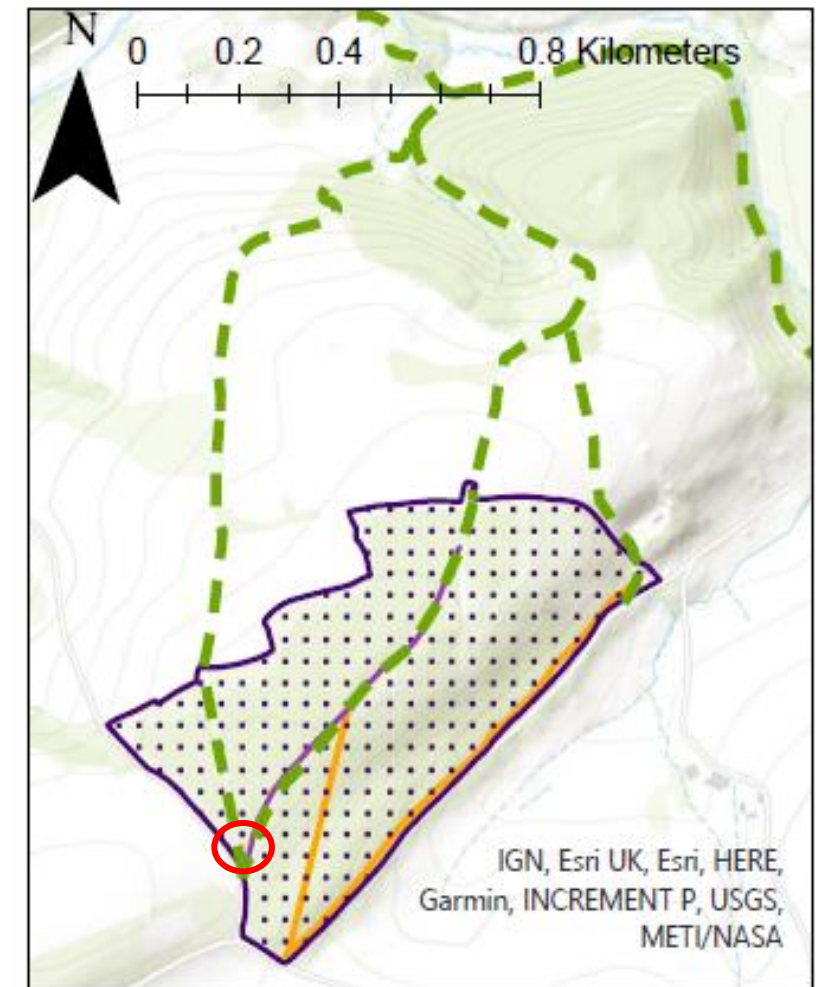 N
0 0.2 0.4 0.8 Kilometers
IGN, Esri UK, Esri, HERE,
Garmin, INCREMENT P, USGS,
METI/NASA